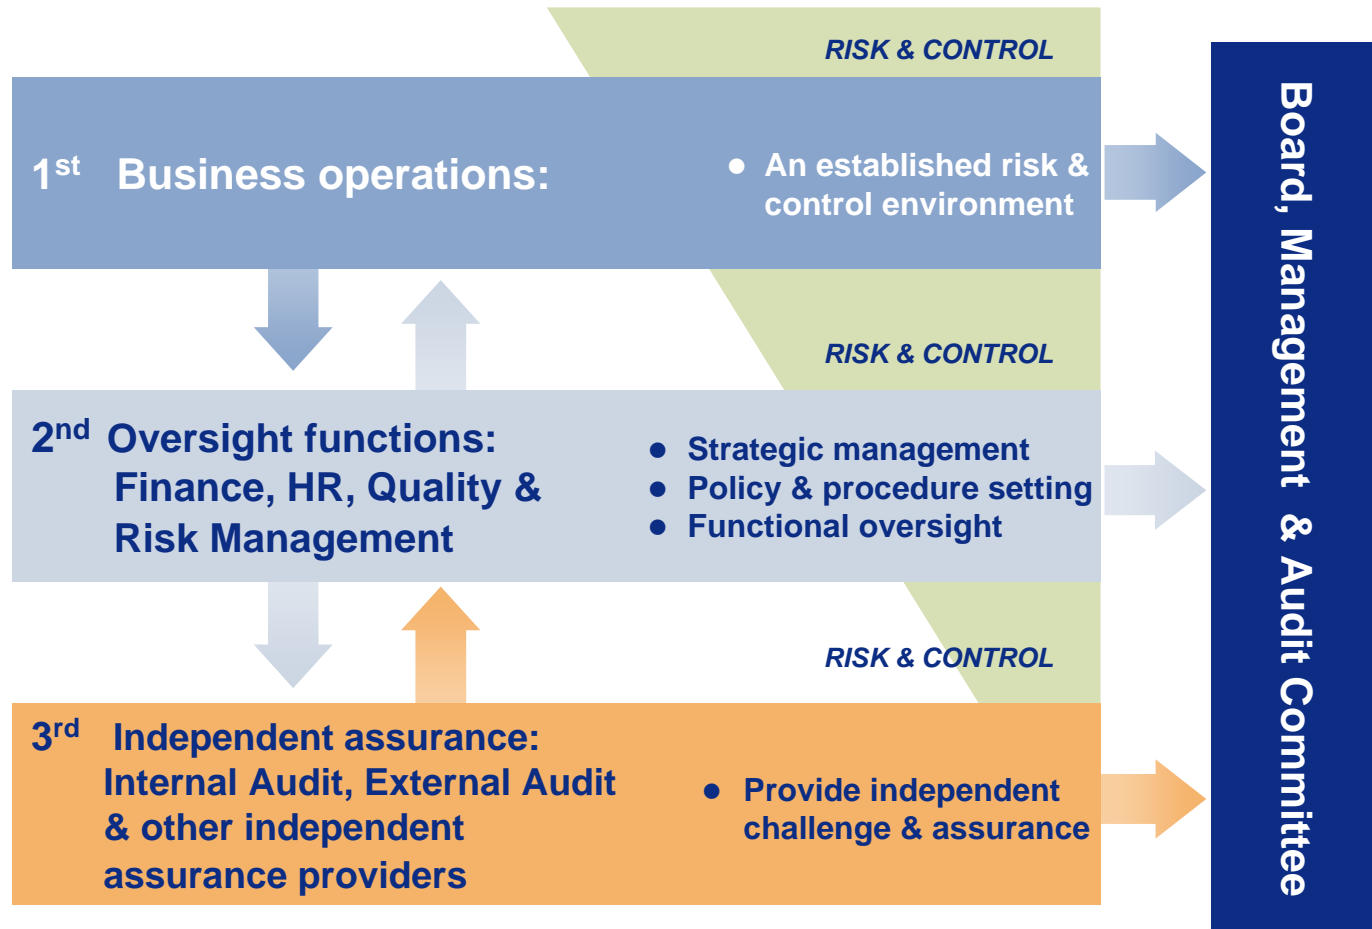 RISK & CONTROL
1st Business operations:
● An established risk &
control environment
RISK & CONTROL
2nd Oversight functions:
Finance, HR, Quality &
Risk Management
● Strategic management
● Policy & procedure setting
● Functional oversight
RISK & CONTROL
3rd Independent assurance:
Internal Audit, External Audit
& other independent
assurance providers
● Provide independent
challenge & assurance
Board, Management & Audit Committee